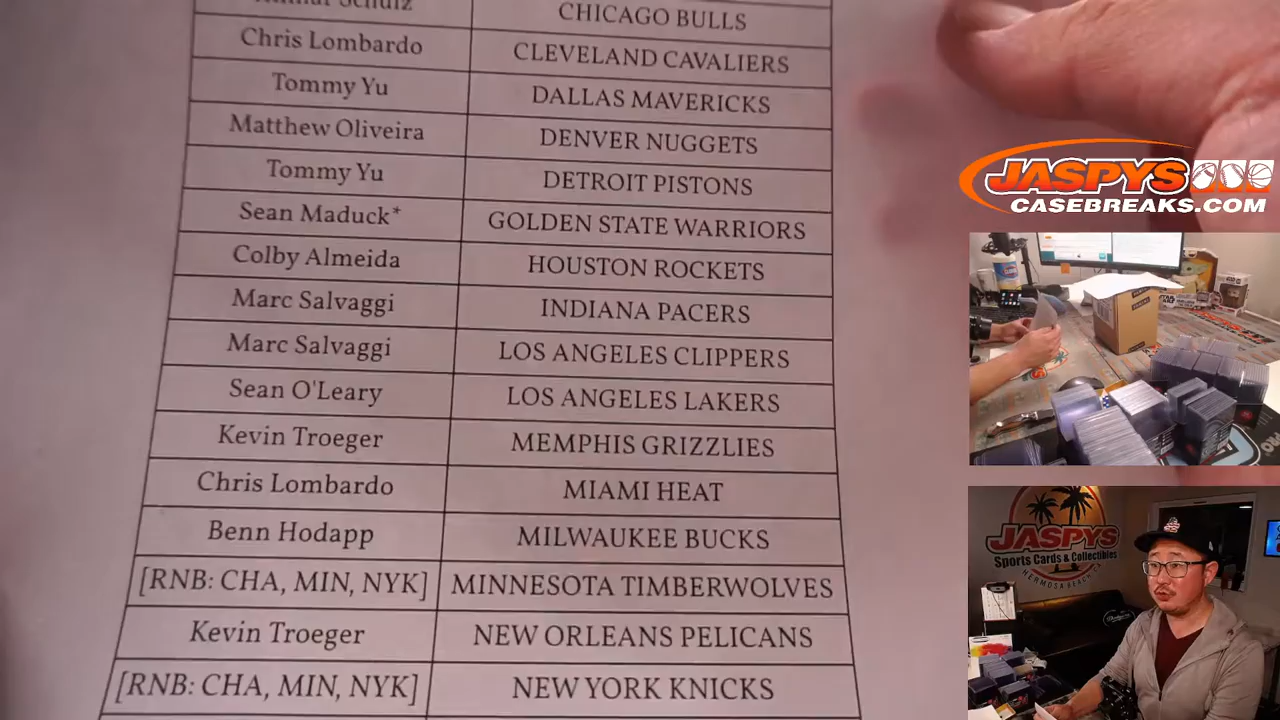 Schulz CHICAGO BULLS
Chris Lombardo CLEVELAND CAVALIERS
Tommy Yu DALLAS MAVERICKS
Matthew Oliveira DENVER NUGGETS
Tommy Yu DETROIT PISTONS
Sean Maduck* GOLDEN STATE WARRIORS
Colby Almeida HOUSTON ROCKETS
Marc Salvaggi INDIANA PACERS
Marc Salvaggi LOS ANGELES CLIPPERS
Sean O'Leary LOS ANGELES LAKERS
Kevin Troeger MEMPHIS GRIZZLIES
Chris Lombardo MIAMI HEAT
Benn Hodapp MILWAUKEE BUCKS
[RNB: CHA, MIN, NYK] MINNESOTA TIMBERWOLVES
Kevin Troeger NEW ORLEANS PELICANS
[RNB: CHA, MIN, NYK] NEW YORK KNICKS
JASPYS
CASEBREAKS.COM
JASPYS
Sports Cards & Collectibles
HERMOSA BEACH, CA